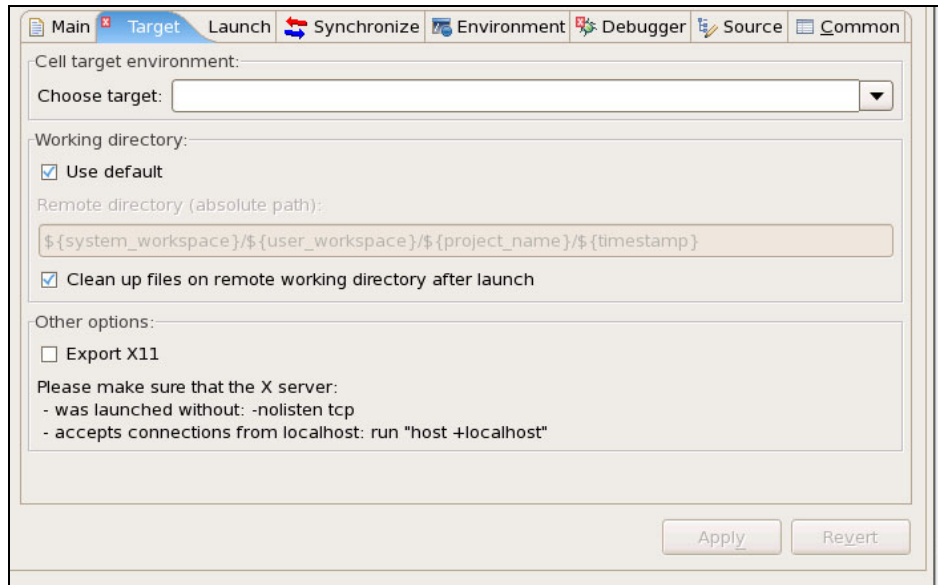 Main Target Launch Synchronize Environment Debugger Source Common
Cell target environment:
Choose target:
Working directory:
Use default
Remote directory (absolute path):
${system_workspace}/${user_workspace}/${project_name}/${timestamp}
Clean up files on remote working directory after launch
Other options:
Export X11
Please make sure that the X server:
- was launched without: -nolisten tcp
- accepts connections from localhost: run "host +localhost"
Apply Revert